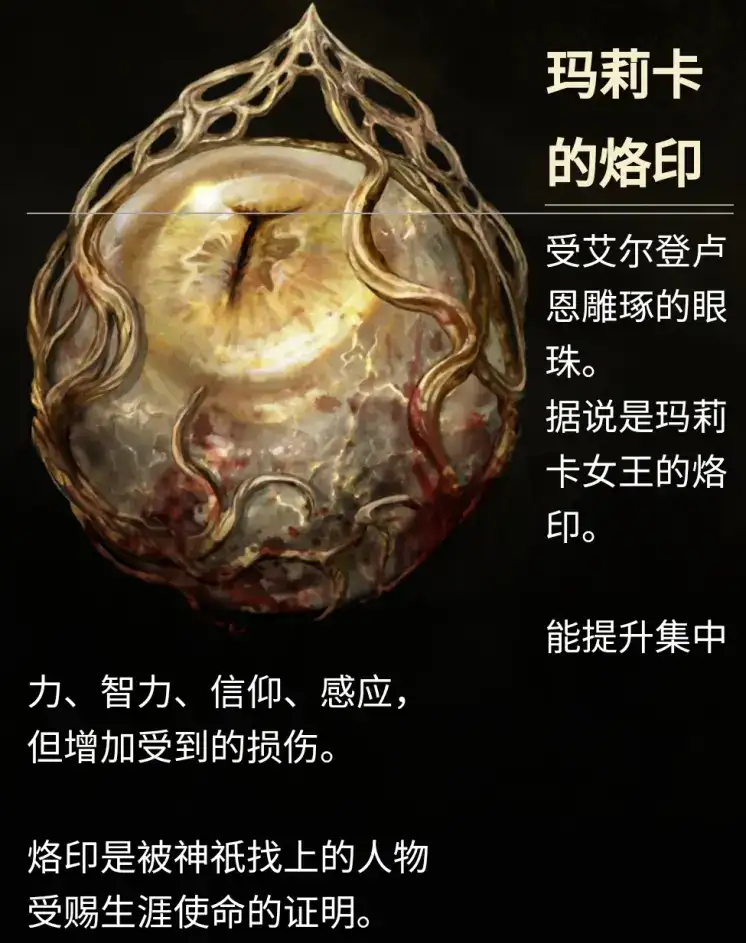 玛莉卡
的烙印
受艾尔登卢
恩雕琢的眼
珠。
据说是玛莉
卡女王的烙
印。
能提升集中
力、智力、信仰、感应，
但增加受到的损伤。
烙印是被神祇找上的人物
受赐生涯使命的证明。